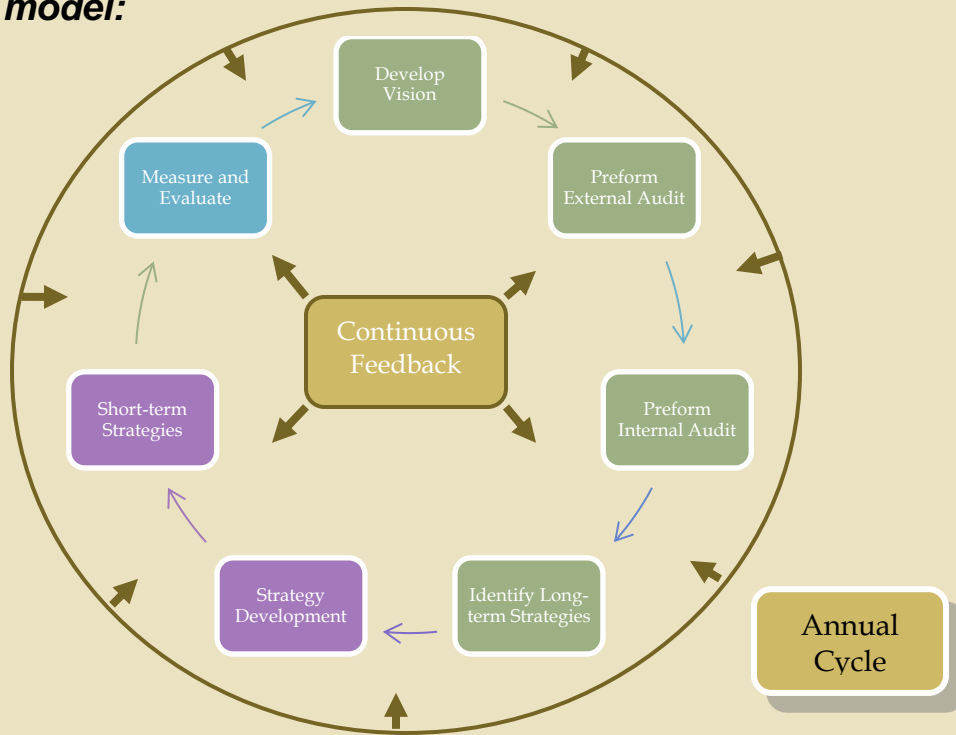 model:
Develop
Vision
Preform
External Audit
Preform
Internal Audit
Identify Long-
term Strategies
Strategy
Development
Short-term
Strategies
Measure and
Evaluate
Continuous
Feedback
Annual
Cycle